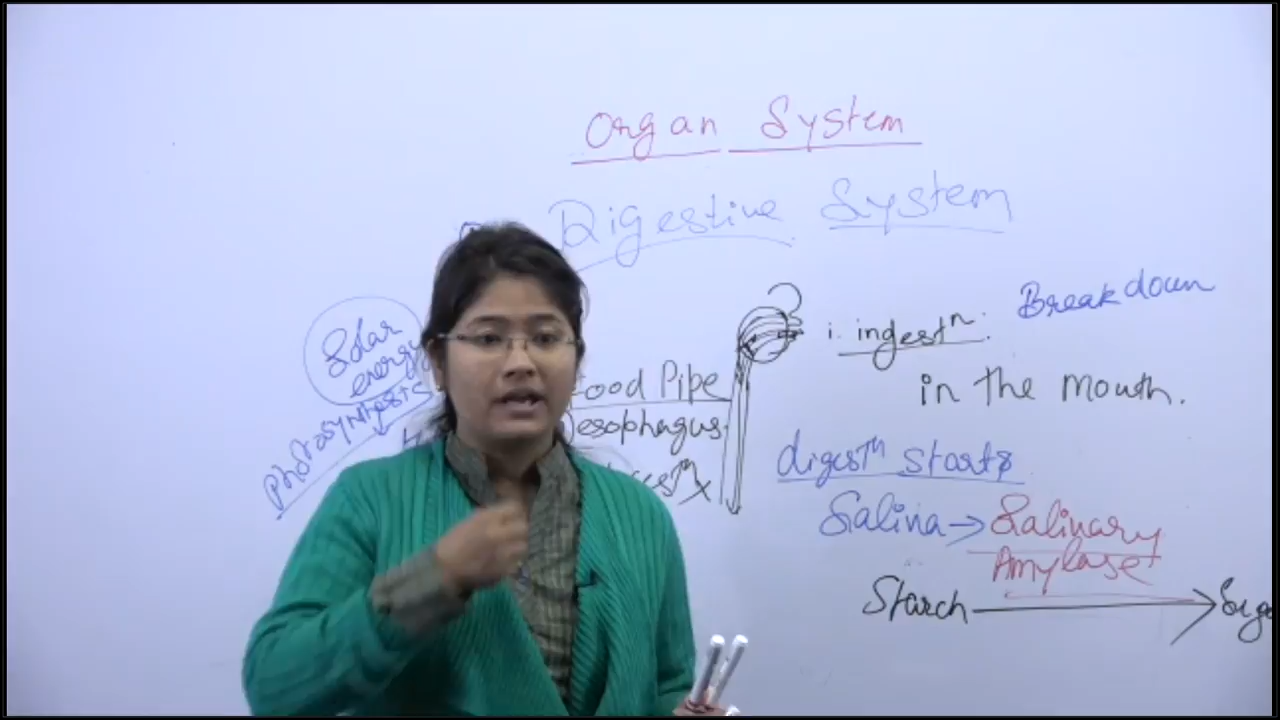 Organ System
Digestive System
Breakdown
i. ingestⁿ.
in the mouth.
Solar
energy
Photosynthesis
Food Pipe
Oesophagus
digestⁿ starts
Saliva → Salivary
Amylase
Starch →